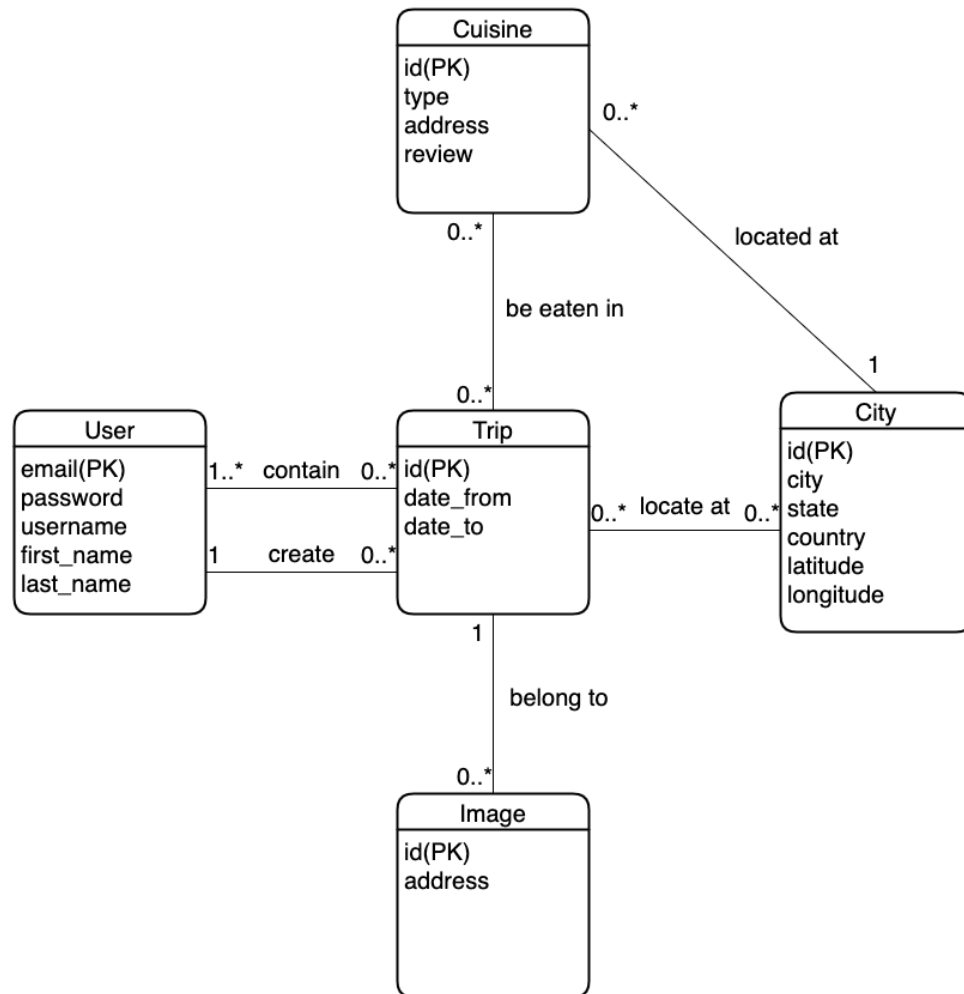 Cuisine
id(PK)
type
address
review
0..*
located at
0..*
be eaten in
0..*
1
User
email(PK)
password
username
first_name
last_name
1..* contain 0..*
1 create 0..*
Trip
id(PK)
date_from
date_to
0..* locate at 0..*
City
id(PK)
city
state
country
latitude
longitude
1
belong to
0..*
Image
id(PK)
address